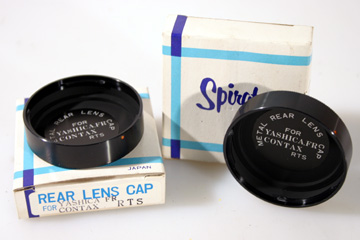 METAL REAR LENS CAP
FOR
YASHICA.FR
CONTAX
RTS
JAPAN
REAR LENS CAP
FOR YASHICA FR
CONTAX RTS
METAL REAR LENS CAP
FOR
YASHICA.FR
CONTAX
RTS